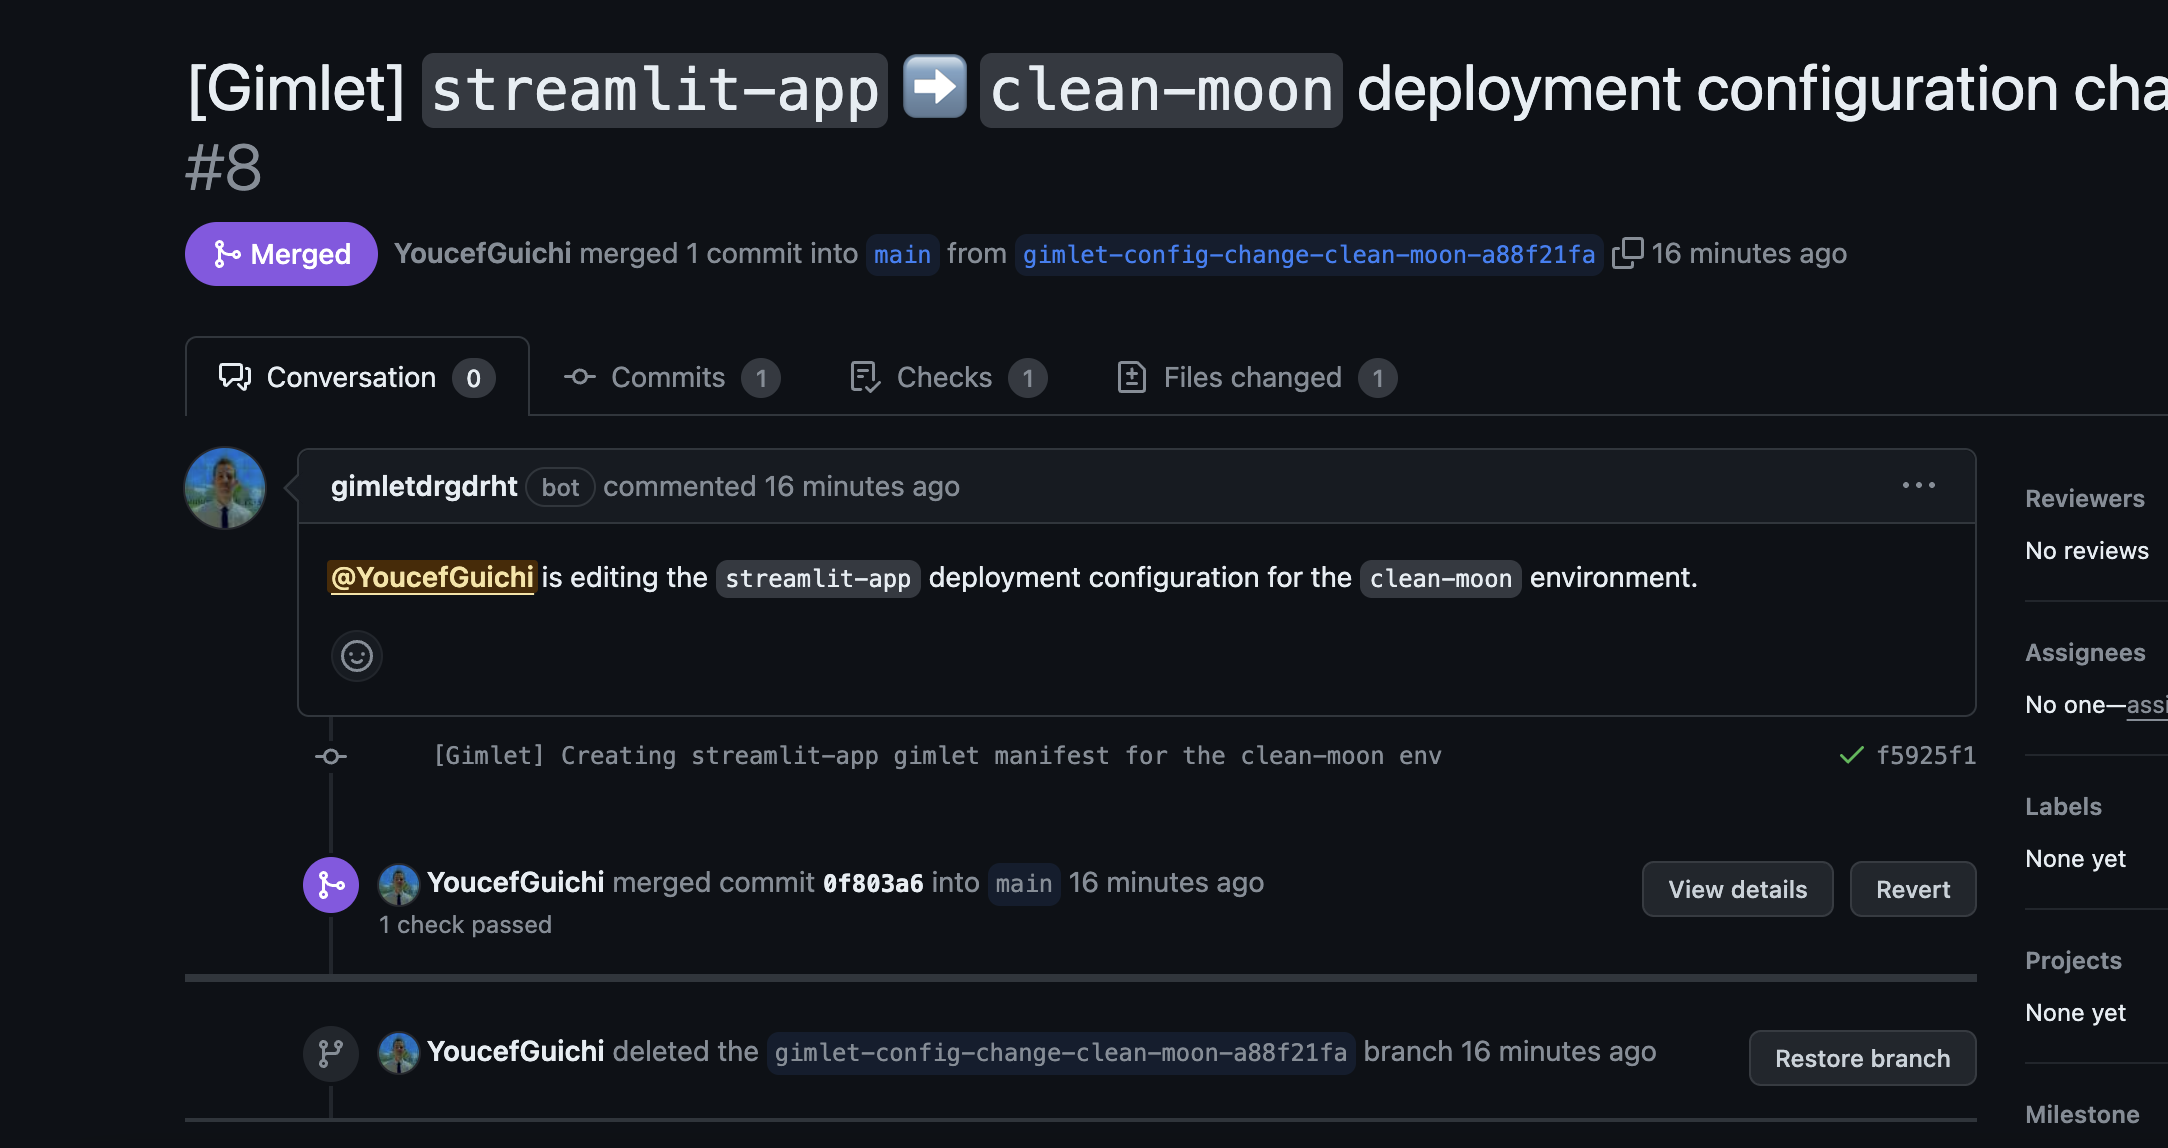 [Gimlet] streamlit-app ➡️ clean-moon deployment configuration cha
#8
Merged YoucefGuichi merged 1 commit into main from gimlet-config-change-clean-moon-a88f21fa 16 minutes ago
Conversation 0 Commits 1 Checks 1 Files changed 1
gimletdrgdrht bot commented 16 minutes ago
@YoucefGuichi is editing the streamlit-app deployment configuration for the clean-moon environment.
[Gimlet] Creating streamlit-app gimlet manifest for the clean-moon env f5925f1
YoucefGuichi merged commit 0f803a6 into main 16 minutes ago View details Revert
1 check passed
YoucefGuichi deleted the gimlet-config-change-clean-moon-a88f21fa branch 16 minutes ago Restore branch
Reviewers
No reviews
Assignees
No one—assi
Labels
None yet
Projects
None yet
Milestone